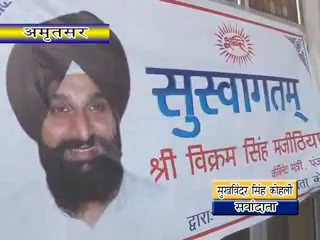 अमृतसर
सुस्वागतम्
श्री विक्रम सिंह मजीठिया
द्वारा:
सुखविंदर सिंह कोहली
संवाददाता